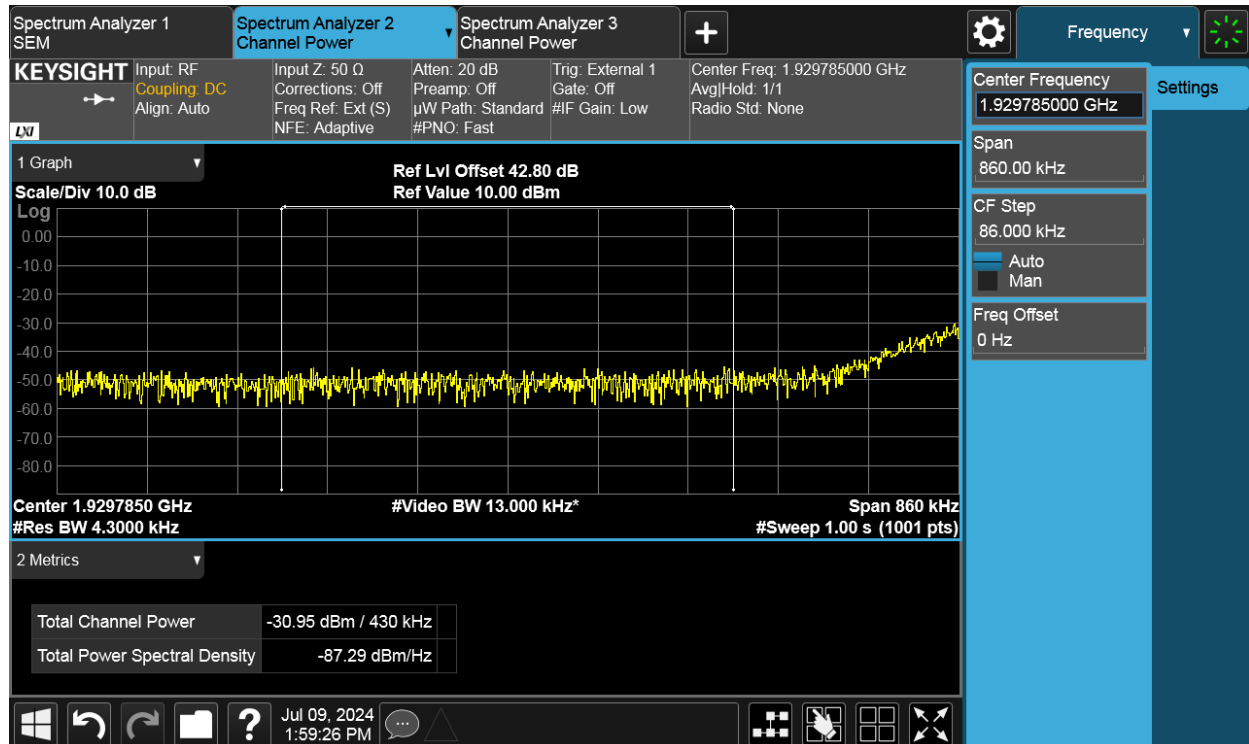 Spectrum Analyzer 1
SEM
Spectrum Analyzer 2
Channel Power
Spectrum Analyzer 3
Channel Power
Frequency
KEYSIGHT
LXI
Input: RF
Coupling: DC
Align: Auto
Input Z: 50 Ω
Corrections: Off
Freq Ref: Ext (S)
NFE: Adaptive
Atten: 20 dB
Preamp: Off
µW Path: Standard
#PNO: Fast
Trig: External 1
Gate: Off
#IF Gain: Low
Center Freq: 1.929785000 GHz
Avg|Hold: 1/1
Radio Std: None
Center Frequency
1.929785000 GHz
Settings
Span
860.00 kHz
CF Step
86.000 kHz
Auto
Man
Freq Offset
0 Hz
1 Graph
Scale/Div 10.0 dB
Ref Lvl Offset 42.80 dB
Ref Value 10.00 dBm
Log
0.00
-10.0
-20.0
-30.0
-40.0
-50.0
-60.0
-70.0
-80.0
Center 1.9297850 GHz
#Res BW 4.3000 kHz
#Video BW 13.000 kHz*
Span 860 kHz
#Sweep 1.00 s (1001 pts)
2 Metrics
Total Channel Power -30.95 dBm / 430 kHz
Total Power Spectral Density -87.29 dBm/Hz
?
Jul 09, 2024
1:59:26 PM